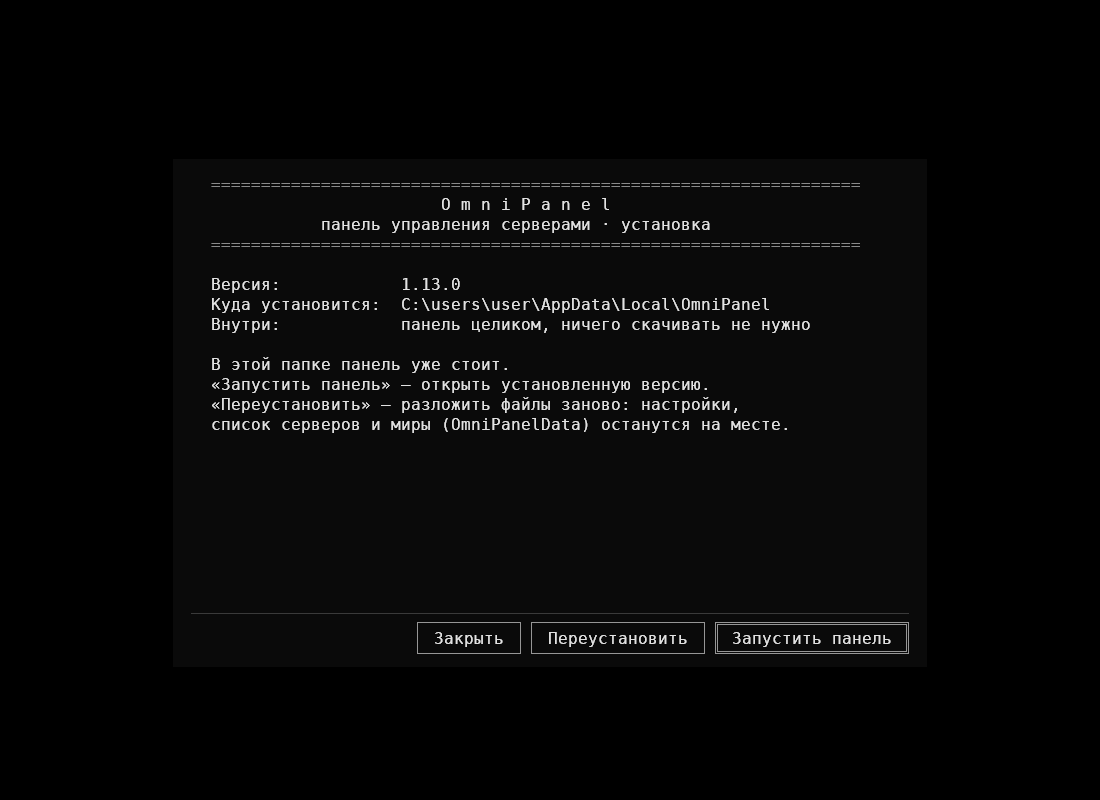 =================================================================
O m n i P a n e l
панель управления серверами · установка
=================================================================
Версия: 1.13.0
Куда установится: C:\users\user\AppData\Local\OmniPanel
Внутри: панель целиком, ничего скачивать не нужно
В этой папке панель уже стоит.
«Запустить панель» — открыть установленную версию.
«Переустановить» — разложить файлы заново: настройки,
список серверов и миры (OmniPanelData) останутся на месте.
Закрыть Переустановить Запустить панель